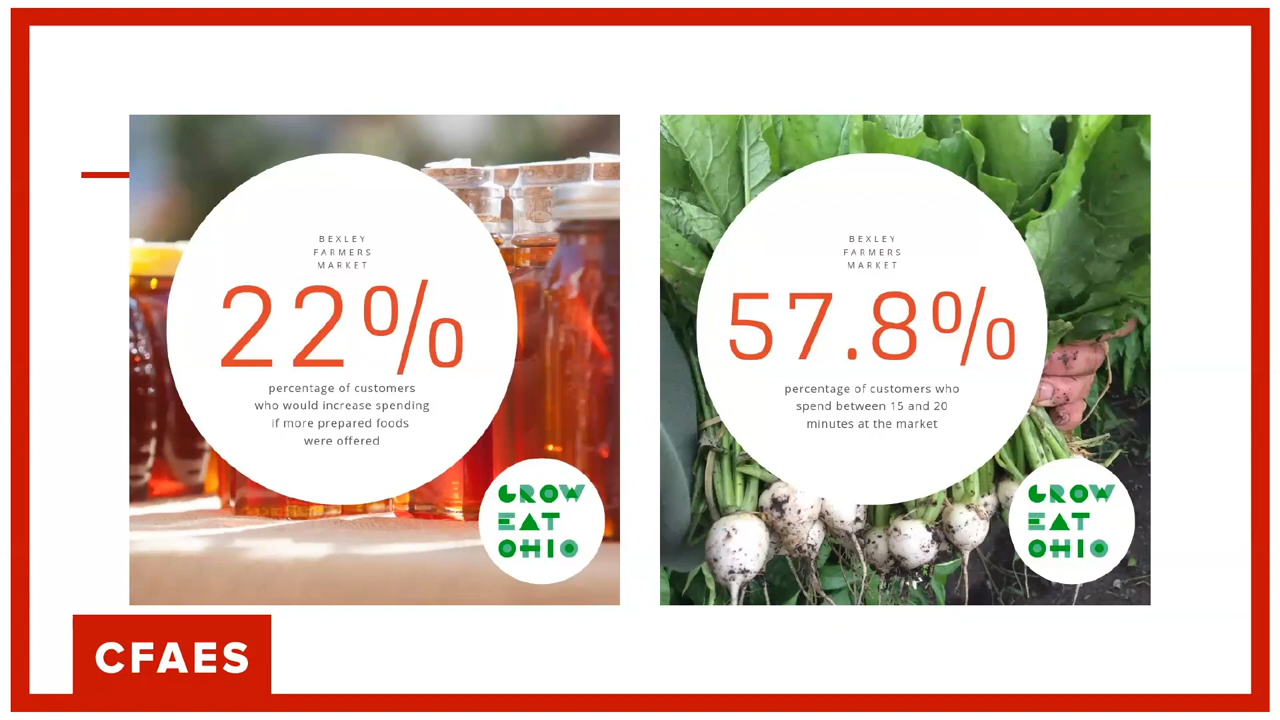 BEXLEY
FARMERS
MARKET
22%
percentage of customers
who would increase spending
if more prepared foods
were offered
GROW
EAT
OHIO
BEXLEY
FARMERS
MARKET
57.8%
percentage of customers who
spend between 15 and 20
minutes at the market
GROW
EAT
OHIO
CFAES